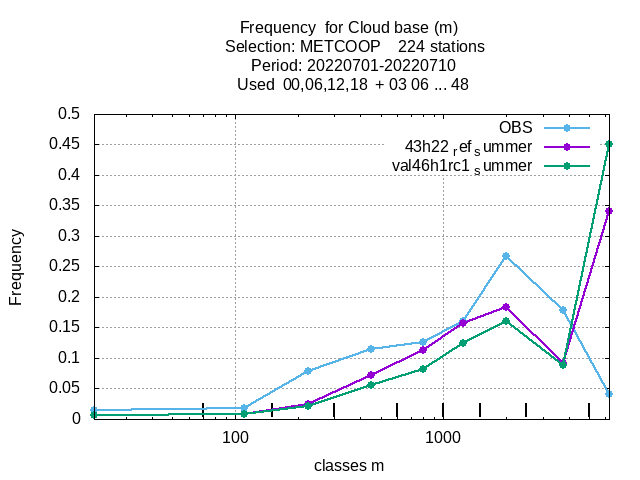 Frequency for Cloud base (m)
Selection: METCOOP 224 stations
Period: 20220701-20220710
Used 00,06,12,18 + 03 06 ... 48
OBS
43h22 refsummer
val46h1rc1 summer
0.5
0.45
0.4
0.35
0.3
0.25
0.2
0.15
0.1
0.05
0
Frequency
100
1000
classes m